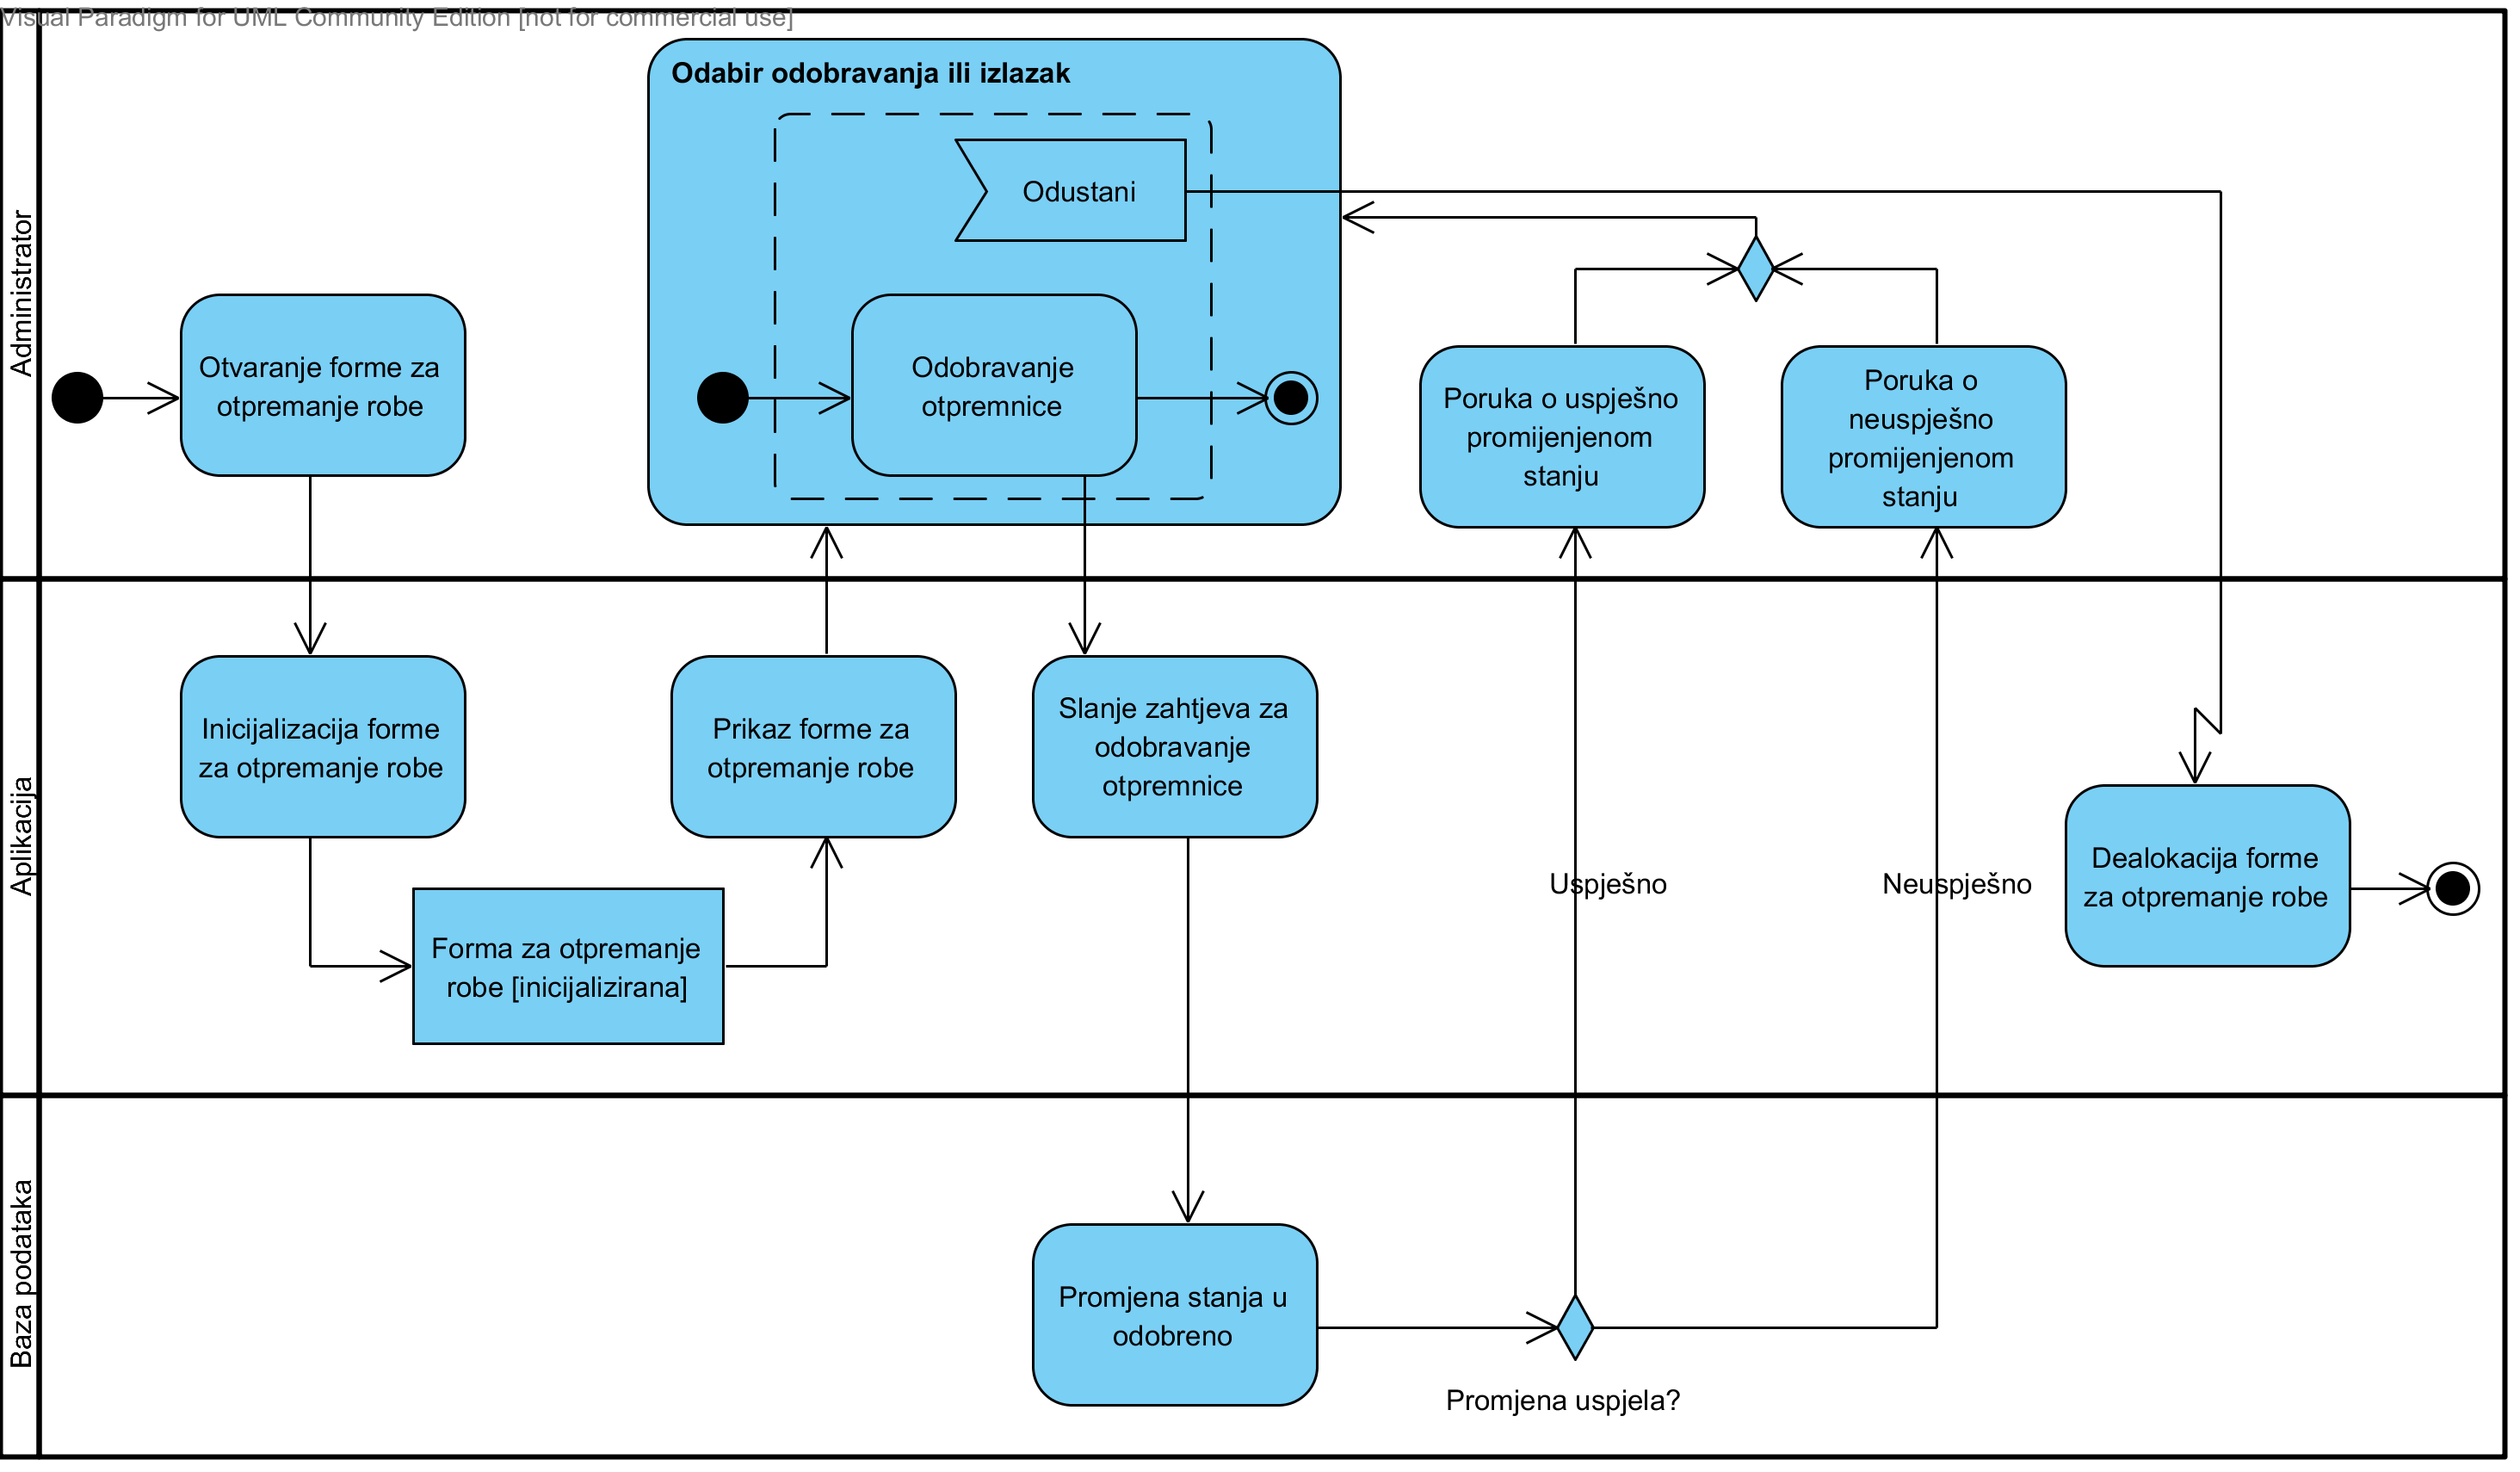 Visual Paradigm for UML Community Edition [not for commercial use]
Administrator
Odabir odobravanja ili izlazak
Odustani
Otvaranje forme za
otpremanje robe
Odobravanje
otpremnice
Poruka o uspješno
promijenjenom
stanju
Poruka o
neuspješno
promijenjenom
stanju
Aplikacija
Inicijalizacija forme
za otpremanje robe
Prikaz forme za
otpremanje robe
Slanje zahtjeva za
odobravanje
otpremnice
Uspješno
Neuspješno
Dealokacija forme
za otpremanje robe
Forma za otpremanje
robe [inicijalizirana]
Baza podataka
Promjena stanja u
odobreno
Promjena uspjela?